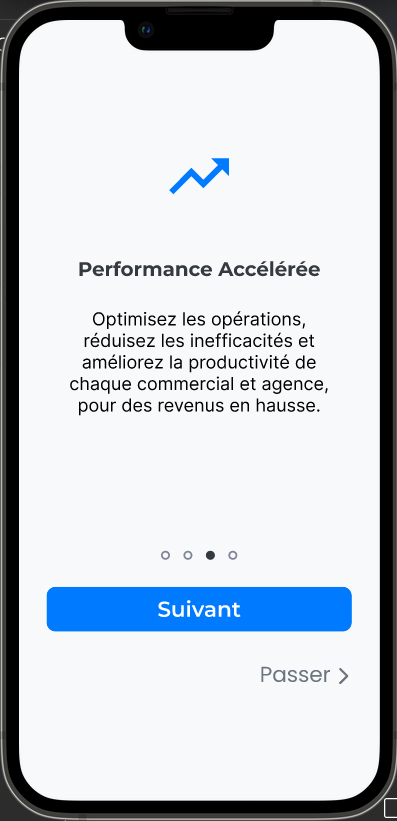 Performance Accélérée
Optimisez les opérations,
réduisez les inefficacités et
améliorez la productivité de
chaque commercial et agence,
pour des revenus en hausse.
Suivant
Passer